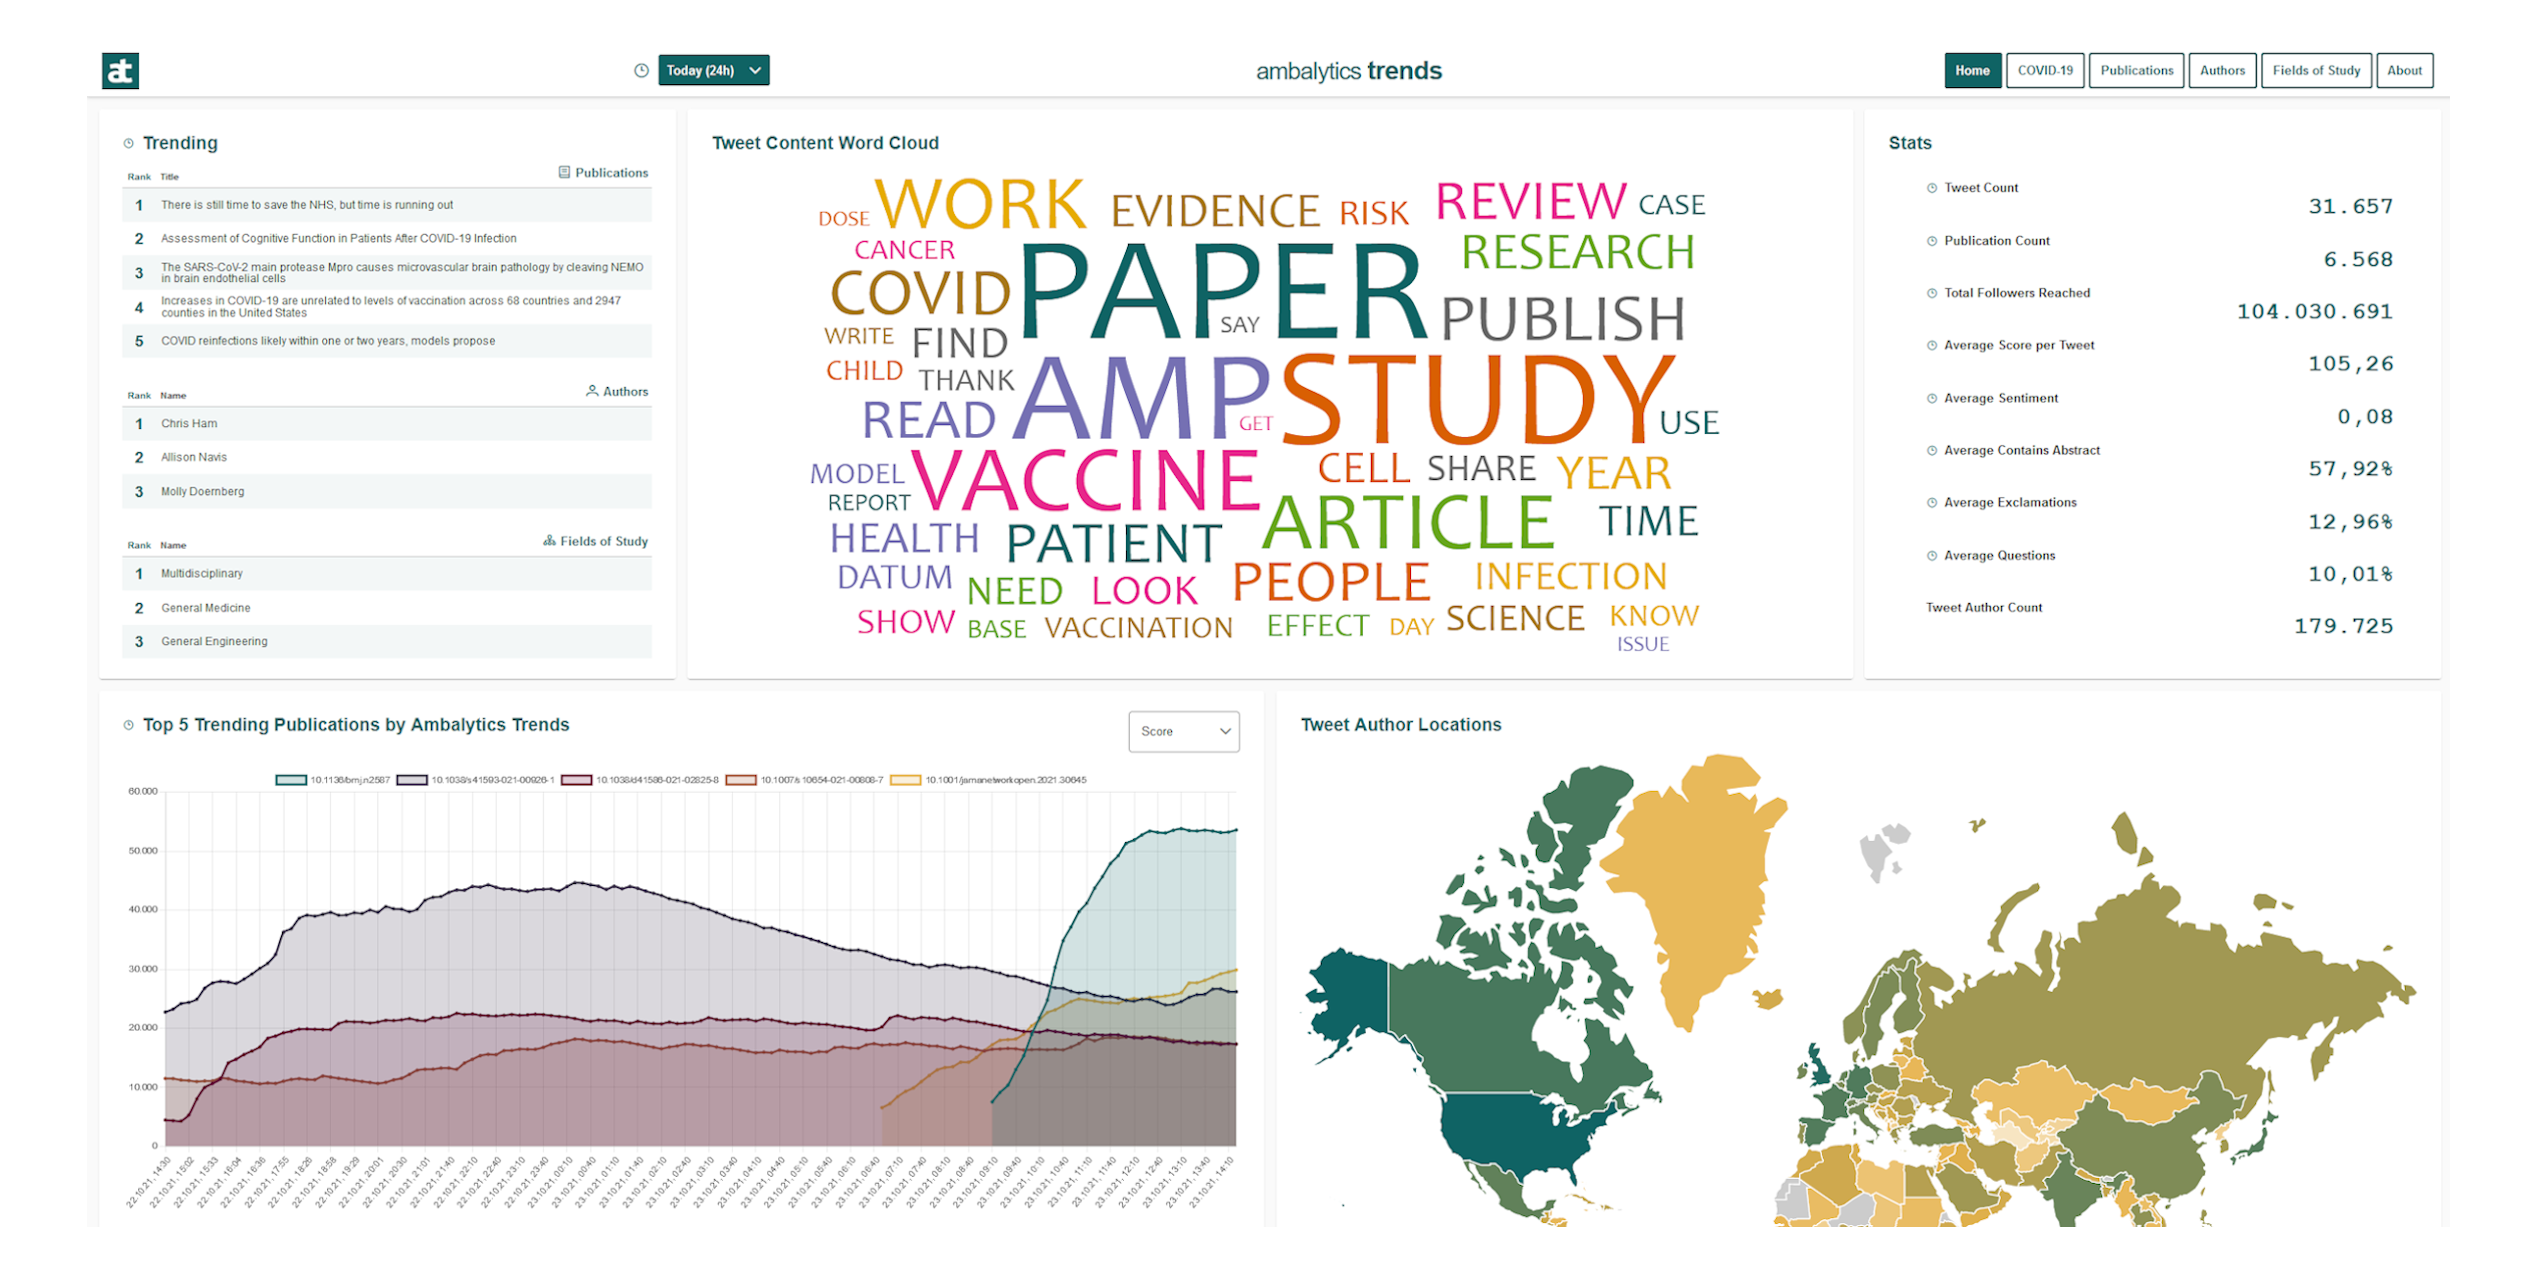 at
Today (24h)
ambalytics trends
Home
COVID-19
Publications
Authors
Fields of Study
About
Trending
Publications
Rank Title
1 There is still time to save the NHS, but time is running out
2 Assessment of Cognitive Function in Patients After COVID-19 Infection
3 The SARS-CoV-2 main protease Mpro causes microvascular brain pathology by cleaving NEMO
in brain endothelial cells
4 Increases in COVID-19 are unrelated to levels of vaccination across 68 countries and 2947
counties in the United States
5 COVID reinfections likely within one or two years, models propose
Authors
Rank Name
1 Chris Ham
2 Allison Navis
3 Molly Doernberg
Fields of Study
Rank Name
1 Multidisciplinary
2 General Medicine
3 General Engineering
Tweet Content Word Cloud
DOSE WORK EVIDENCE RISK REVIEW CASE
CANCER PAPER RESEARCH
COVID PUBLISH
WRITE FIND SAY
CHILD THANK AMP STUDY
READ GET USE
MODEL VACCINE CELL SHARE YEAR
REPORT ARTICLE TIME
HEALTH PATIENT
DATUM NEED LOOK PEOPLE INFECTION
SHOW BASE VACCINATION EFFECT DAY SCIENCE KNOW
ISSUE
Stats
Tweet Count
31.657
Publication Count
6.568
Total Followers Reached
104.030.691
Average Score per Tweet
105,26
Average Sentiment
0,08
Average Contains Abstract
57,92%
Average Exclamations
12,96%
Average Questions
10,01%
Tweet Author Count
179.725
Top 5 Trending Publications by Ambalytics Trends
Score
10.1136/bmj.n2587 10.1038/s41593-021-00926-1 10.1038/d41586-021-02825-8 10.1007/s10654-021-00808-7 10.1001/jamanetworkopen.2021.30645
60.000
50.000
40.000
30.000
20.000
10.000
0
22.10.21, 14:30
22.10.21, 15:02
22.10.21, 15:33
22.10.21, 16:04
22.10.21, 16:36
22.10.21, 17:55
22.10.21, 18:26
22.10.21, 18:58
22.10.21, 19:29
22.10.21, 20:01
22.10.21, 20:30
22.10.21, 21:01
22.10.21, 21:40
22.10.21, 22:10
22.10.21, 22:40
22.10.21, 23:10
22.10.21, 23:40
23.10.21, 00:10
23.10.21, 00:40
23.10.21, 01:10
23.10.21, 01:40
23.10.21, 02:10
23.10.21, 02:40
23.10.21, 03:10
23.10.21, 03:40
23.10.21, 04:10
23.10.21, 04:40
23.10.21, 05:10
23.10.21, 05:40
23.10.21, 06:10
23.10.21, 06:40
23.10.21, 07:10
23.10.21, 07:40
23.10.21, 08:10
23.10.21, 08:40
23.10.21, 09:10
23.10.21, 09:40
23.10.21, 10:10
23.10.21, 10:40
23.10.21, 11:10
23.10.21, 11:40
23.10.21, 12:10
23.10.21, 12:40
23.10.21, 13:10
23.10.21, 13:40
23.10.21, 14:10
Tweet Author Locations